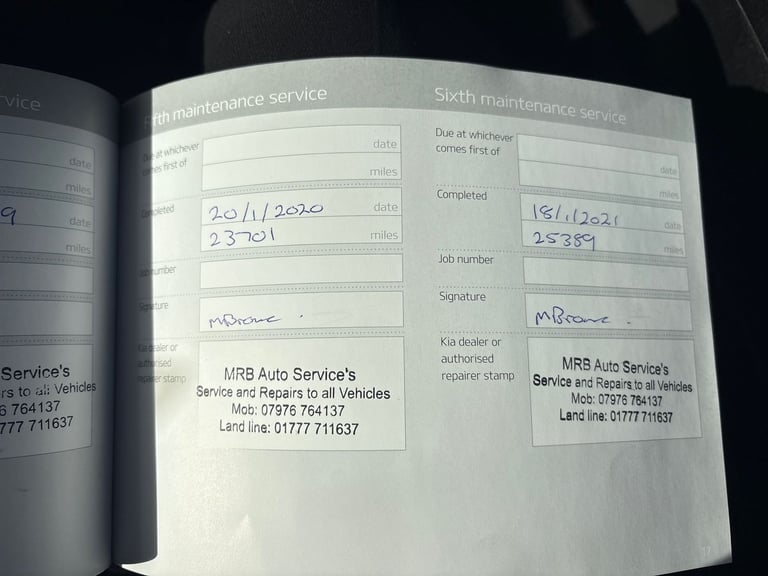 rvice
date
miles
9 date
miles
Service's
rs to all Vehicles
6 764137
777 711637
Fifth maintenance service
Due at whichever
comes first of
date
miles
Completed
20/1/2020 date
23701 miles
Job number
Signature
MBrowne
Kia dealer or
authorised
repairer stamp
MRB Auto Service's
Service and Repairs to all Vehicles
Mob: 07976 764137
Land line: 01777 711637
Sixth maintenance service
Due at whichever
comes first of
date
miles
Completed
18/1/2021 date
25389 miles
Job number
Signature
MBrowne
Kia dealer or
authorised
repairer stamp
MRB Auto Service's
Service and Repairs to all Vehicles
Mob: 07976 764137
Land line: 01777 711637
17